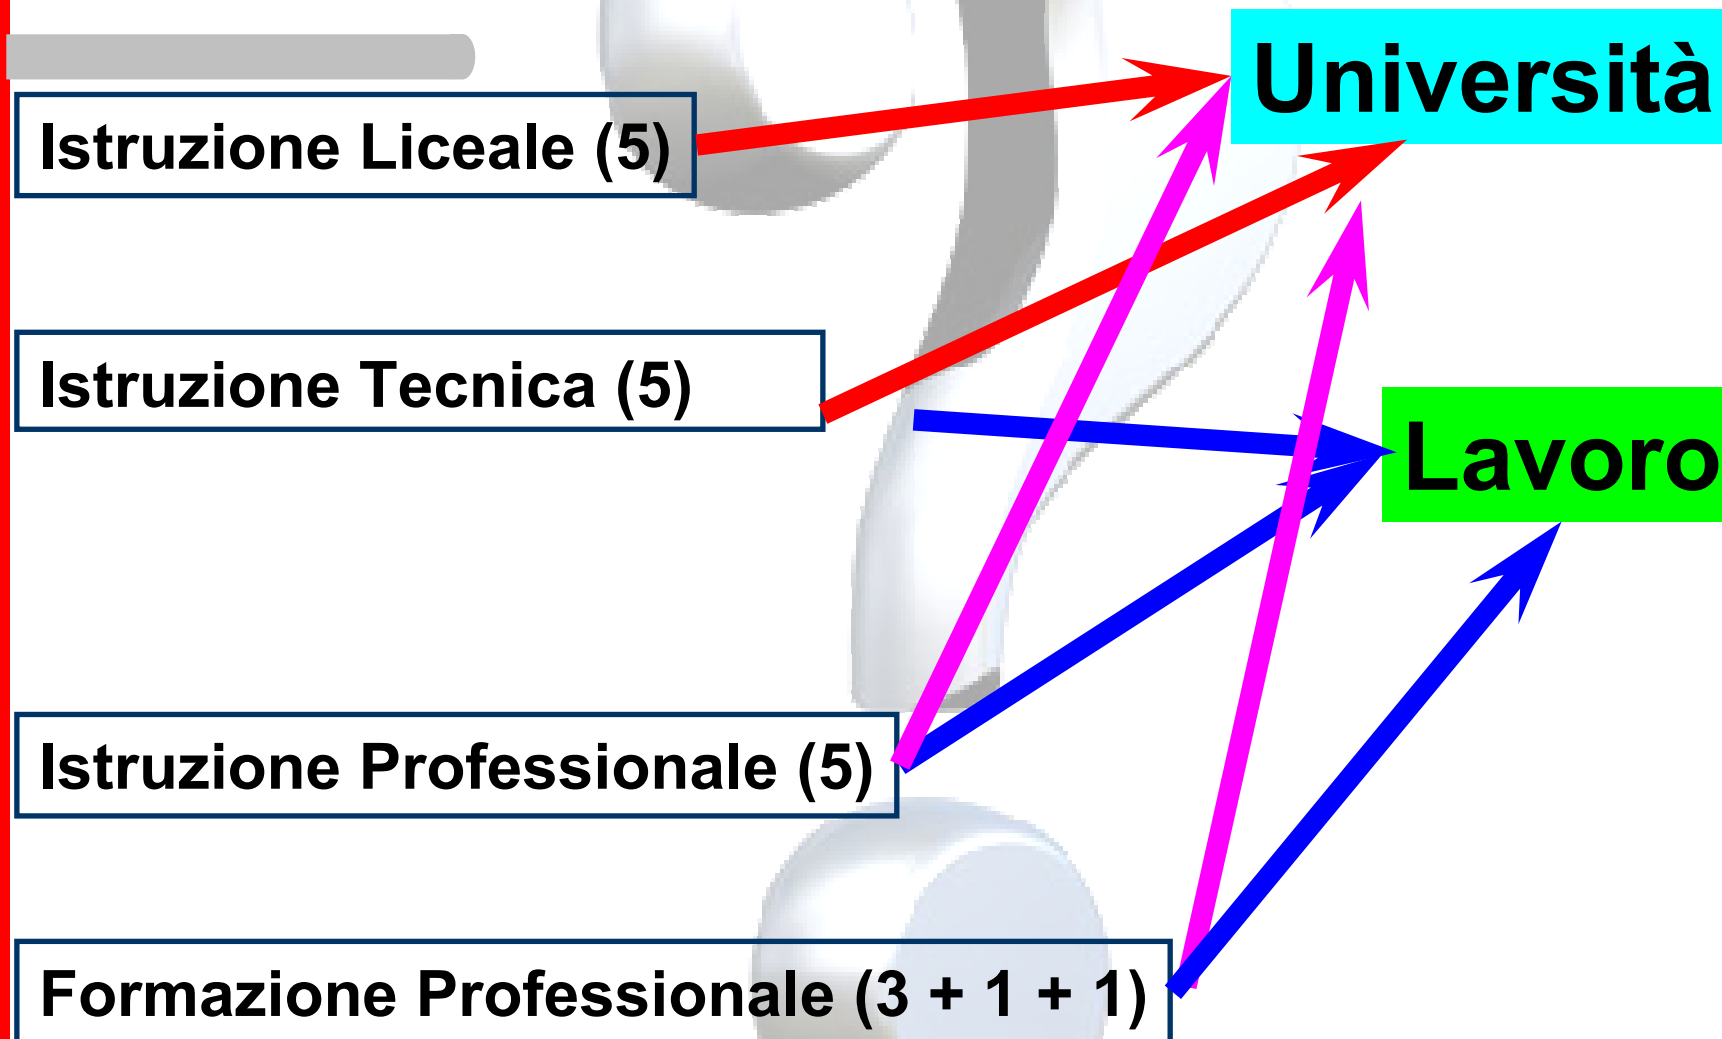 Università
Istruzione Liceale (5)
Istruzione Tecnica (5)
Lavoro
Istruzione Professionale (5)
Formazione Professionale (3 + 1 + 1)